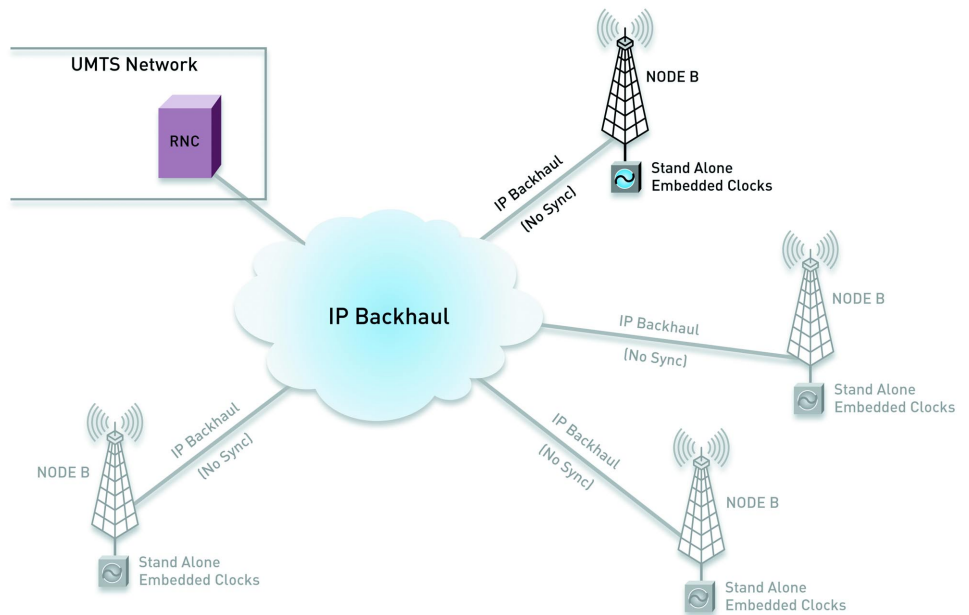 UMTS Network
RNC
NODE B
Stand Alone
Embedded Clocks
IP Backhaul
(No Sync)
IP Backhaul
NODE B
IP Backhaul
(No Sync)
Stand Alone
Embedded Clocks
IP Backhaul
(No Sync)
NODE B
Stand Alone
Embedded Clocks
IP Backhaul
(No Sync)
NODE B
Stand Alone
Embedded Clocks